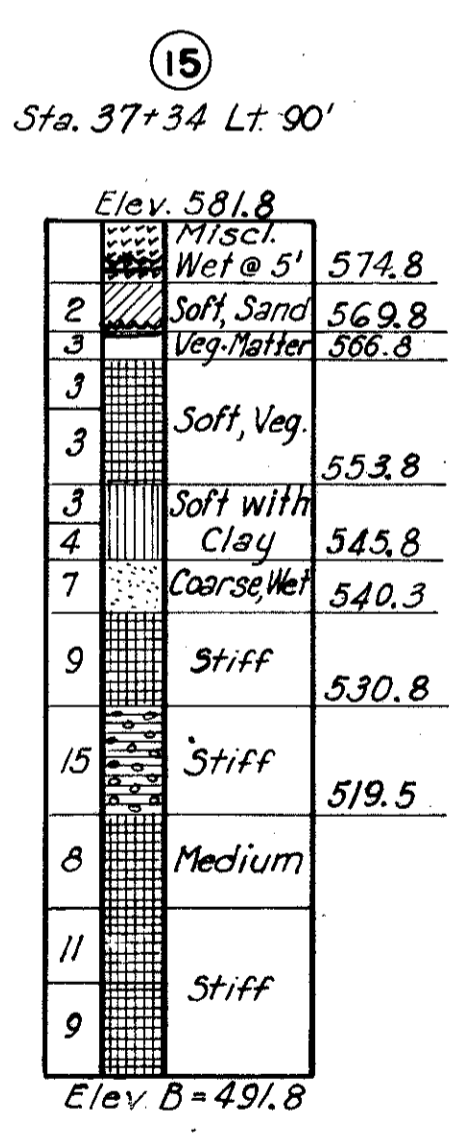 15
Sta. 37+34 Lt. 90'
Elev. 581.8
Miscl.
Wet @ 5' 574.8
2 Soft, Sand 569.8
3 Veg. Matter 566.8
3
Soft, Veg.
3
553.8
3 Soft with
4 Clay 545.8
7 Coarse, Wet 540.3
9 Stiff
530.8
15 Stiff
519.5
8 Medium
11
Stiff
9
Elev. B = 491.8